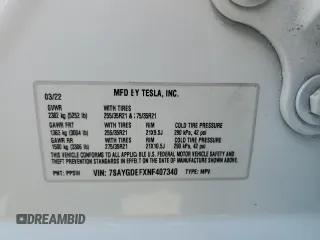 03/22 MFD BY TESLA, INC.
GVWR WITH TIRES
2382 kg (5252 lb) 255/35R21 & 275/35R21
GAWR FRT WITH TIRES RIM COLD TIRE PRESSURE
1363 kg (3004 lb) 255/35R21 21X9.5J 290 kPa, 42 psi
GAWR RR WITH TIRES RIM COLD TIRE PRESSURE
275/35R21 21X10.5J 290 kPa, 42 psi
THIS VEHICLE CONFORMS TO ALL APPLICABLE U.S. FEDERAL MOTOR VEHICLE SAFETY AND
THEFT PREVENTION STANDARDS IN EFFECT ON THE DATE OF MANUFACTURE SHOWN ABOVE.
PMT: PPSW VIN: 7SAYGDEFXNF407340 TYPE: MPV
DREAMBID
dreambid.com